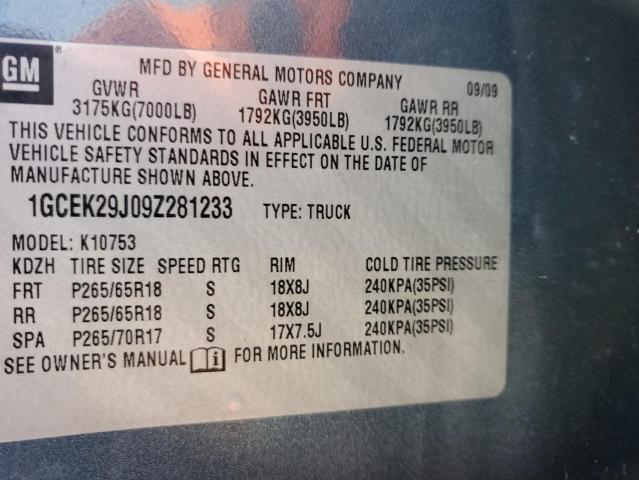 GM ®
MFD BY GENERAL MOTORS COMPANY 09/09
GVWR GAWR FRT GAWR RR
3175KG(7000LB) 1792KG(3950LB) 1792KG(3950LB)
THIS VEHICLE CONFORMS TO ALL APPLICABLE U.S. FEDERAL MOTOR
VEHICLE SAFETY STANDARDS IN EFFECT ON THE DATE OF
MANUFACTURE SHOWN ABOVE.
1GCEK29J09Z281233 TYPE: TRUCK
MODEL: K10753
KDZH TIRE SIZE SPEED RTG RIM COLD TIRE PRESSURE
FRT P265/65R18 S 18X8J 240KPA(35PSI)
RR P265/65R18 S 18X8J 240KPA(35PSI)
SPA P265/70R17 S 17X7.5J 240KPA(35PSI)
SEE OWNER'S MANUAL i FOR MORE INFORMATION.